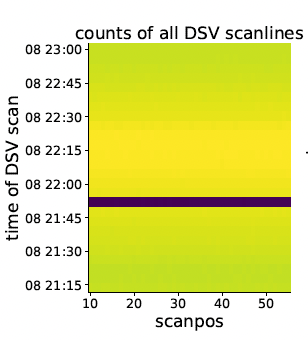 counts of all DSV scanlines
time of DSV scan
08 23:00
08 22:45
08 22:30
08 22:15
08 22:00
08 21:45
08 21:30
08 21:15
10 20 30 40 50
scanpos